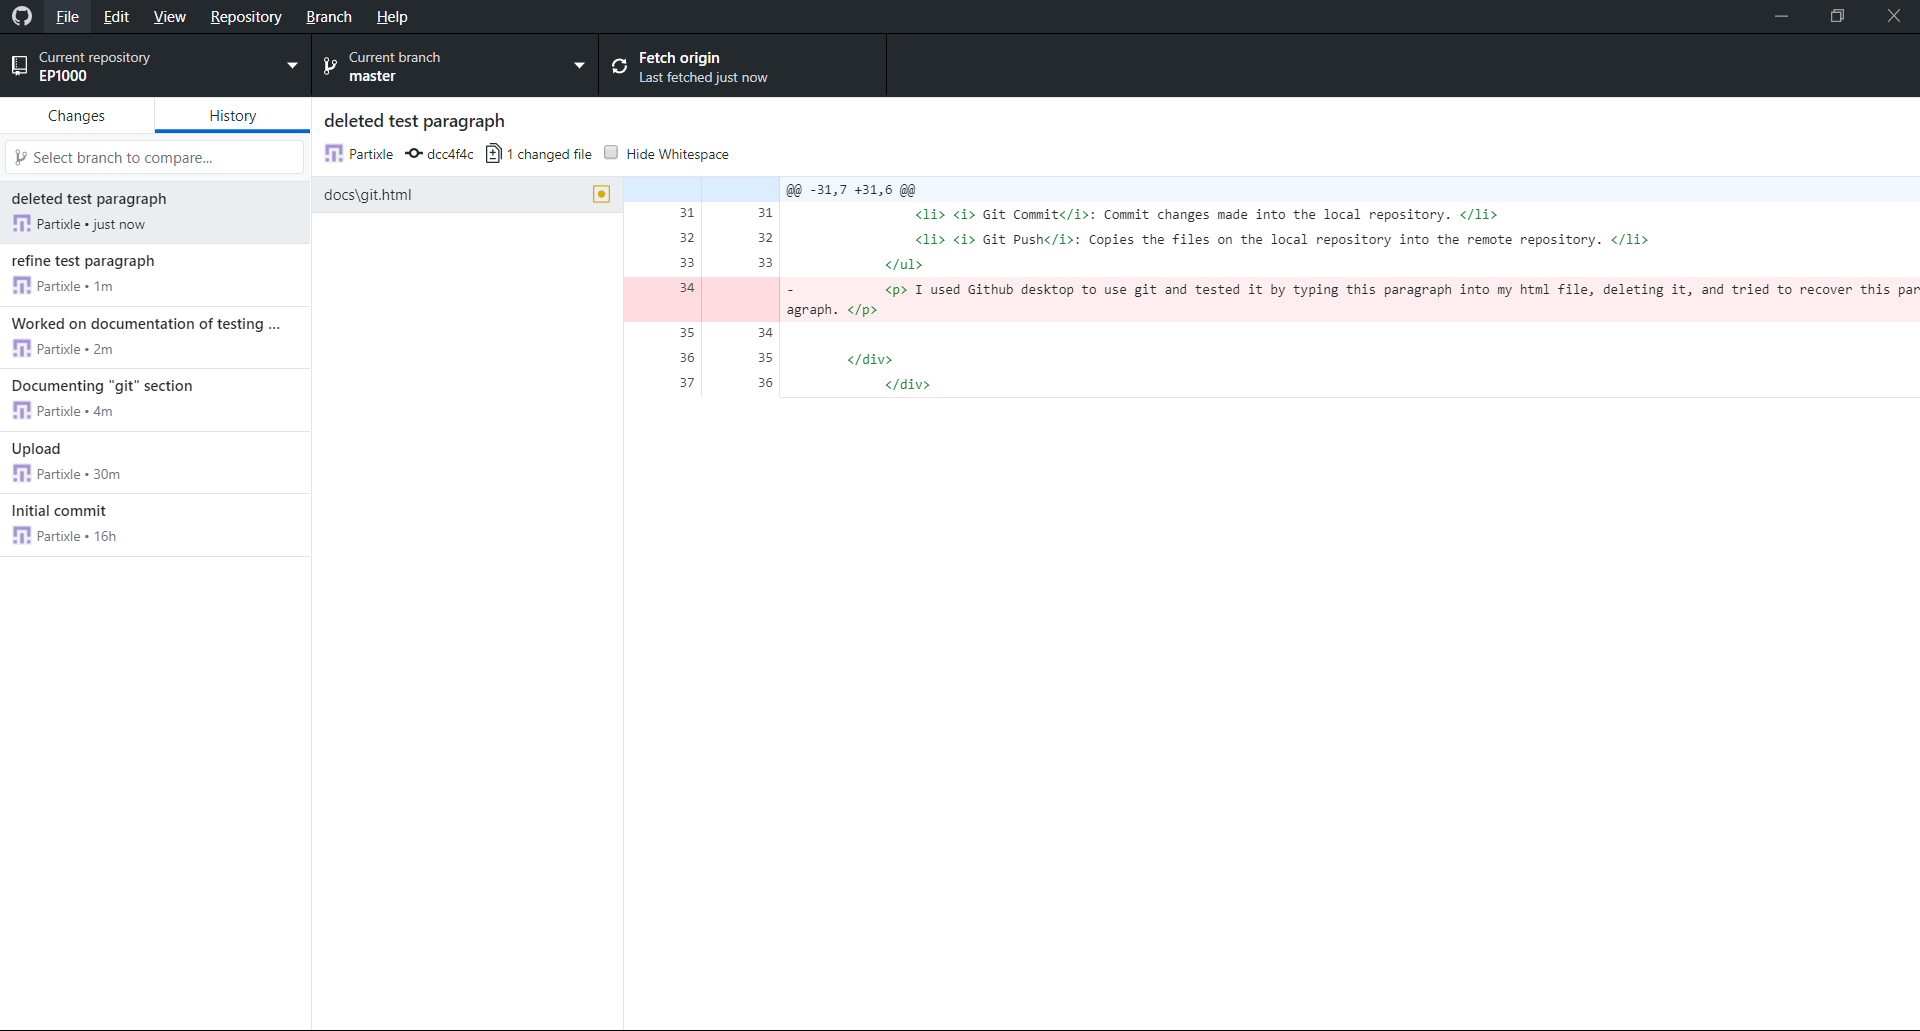 File Edit View Repository Branch Help
Current repository
EP1000
Current branch
master
Fetch origin
Last fetched just now
Changes
History
Select branch to compare...
deleted test paragraph
Partixle • just now
refine test paragraph
Partixle • 1m
Worked on documentation of testing ...
Partixle • 2m
Documenting "git" section
Partixle • 4m
Upload
Partixle • 30m
Initial commit
Partixle • 16h
deleted test paragraph
Partixle dcc4f4c 1 changed file Hide Whitespace
docs\git.html
@@ -31,7 +31,6 @@
31 31 <li> <i> Git Commit</i>: Commit changes made into the local repository. </li>
32 32 <li> <i> Git Push</i>: Copies the files on the local repository into the remote repository. </li>
33 33 </ul>
34 - <p> I used Github desktop to use git and tested it by typing this paragraph into my html file, deleting it, and tried to recover this par
agraph. </p>
35 34
36 35 </div>
37 36 </div>